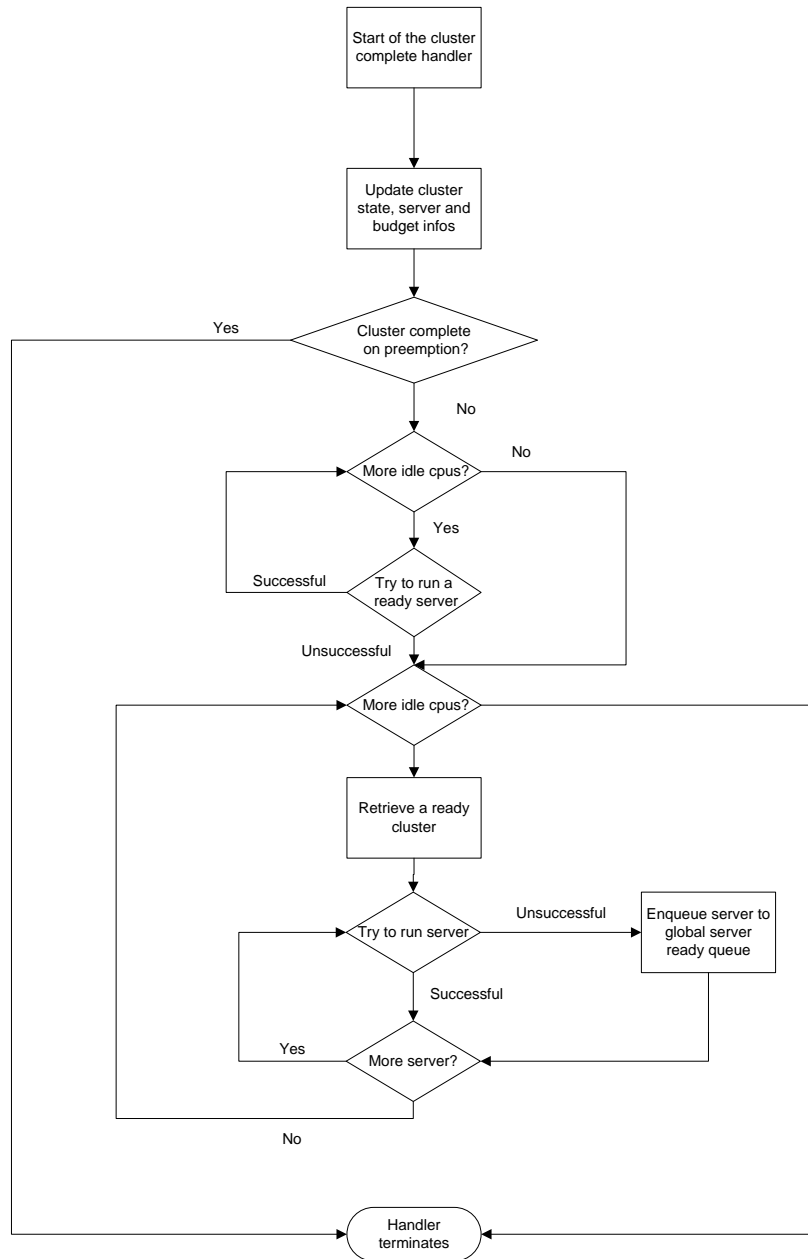 Start of the cluster
complete handler
Update cluster
state, server and
budget infos
Yes
Cluster complete
on preemption?
No
More idle cpus?
No
Yes
Successful
Try to run a
ready server
Unsuccessful
More idle cpus?
Retrieve a ready
cluster
Try to run server
Unsuccessful
Enqueue server to
global server
ready queue
Successful
Yes
More server?
No
Handler
terminates